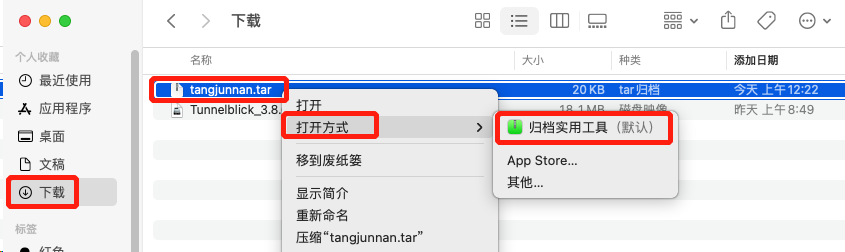 下载
个人收藏
最近使用
应用程序
桌面
文稿
下载
标签
红色
名称 大小 种类 添加日期
tangjunnan.tar 20 KB tar归档 今天 上午12:22
Tunnelblick_3.8. 18.1 MB 磁盘映像 昨天 上午8:49
打开
打开方式
归档实用工具（默认）
App Store...
其他...
移到废纸篓
显示简介
重新命名
压缩“tangjunnan.tar”